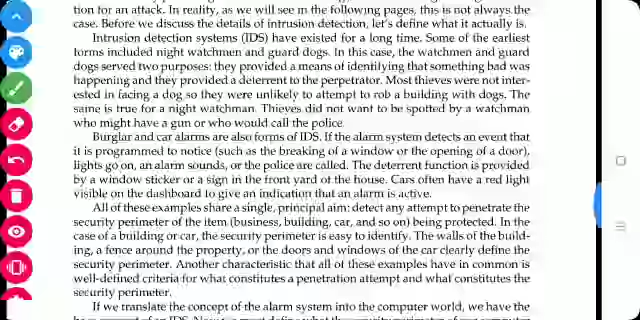 tion for an attack. In reality, as we will see in the following pages, this is not always the
case. Before we discuss the details of intrusion detection, let's define what it actually is.
Intrusion detection systems (IDS) have existed for a long time. Some of the earliest
forms included night watchmen and guard dogs. In this case, the watchmen and guard
dogs served two purposes: they provided a means of identifying that something bad was
happening and they provided a deterrent to the perpetrator. Most thieves were not inter-
ested in facing a dog so they were unlikely to attempt to rob a building with dogs. The
same is true for a night watchman. Thieves did not want to be spotted by a watchman
who might have a gun or who would call the police.
Burglar and car alarms are also forms of IDS. If the alarm system detects an event that
it is programmed to notice (such as the breaking of a window or the opening of a door),
lights go on, an alarm sounds, or the police are called. The deterrent function is provided
by a window sticker or a sign in the front yard of the house. Cars often have a red light
visible on the dashboard to give an indication that an alarm is active.
All of these examples share a single, principal aim: detect any attempt to penetrate the
security perimeter of the item (business, building, car, and so on) being protected. In the
case of a building or car, the security perimeter is easy to identify. The walls of the build-
ing, a fence around the property, or the doors and windows of the car clearly define the
security perimeter. Another characteristic that all of these examples have in common is
well-defined criteria for what constitutes a penetration attempt and what constitutes the
security perimeter.
If we translate the concept of the alarm system into the computer world, we have the